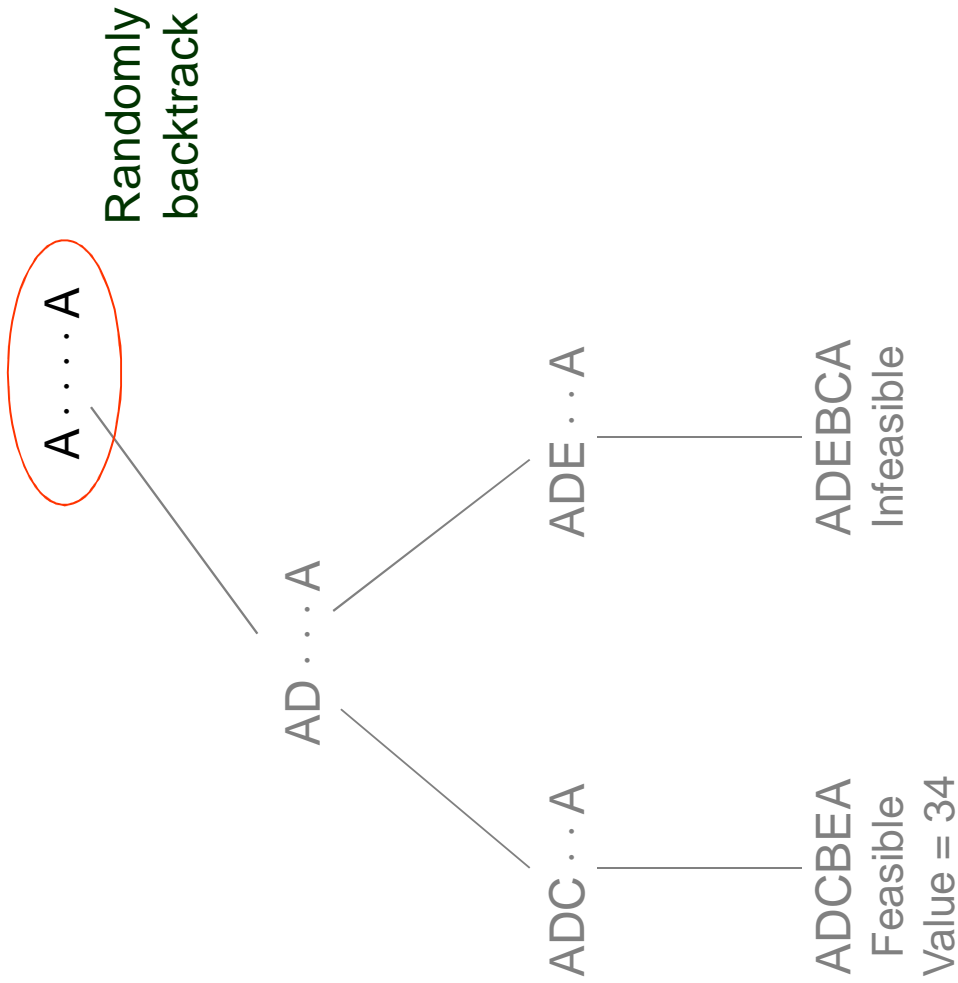 A · · · · A
Randomly
backtrack
AD · · · A
ADC · · A
ADE · · A
ADCBEA
Feasible
Value = 34
ADEBCA
Infeasible